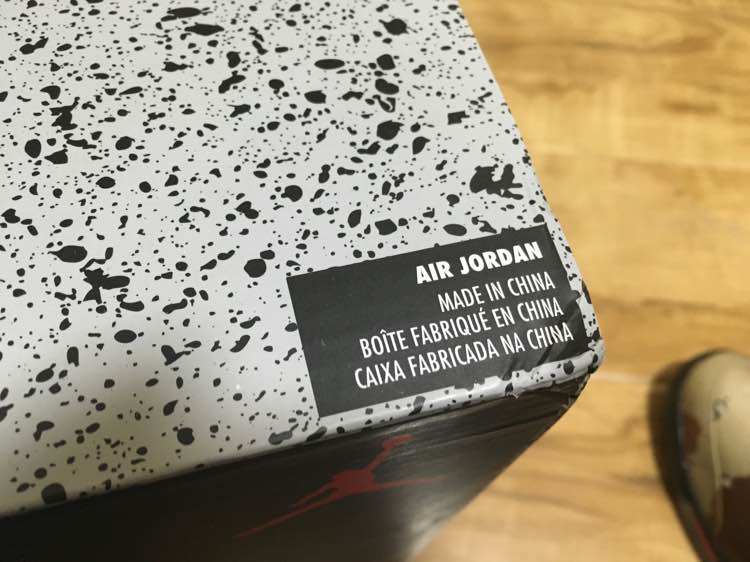 AIR JORDAN
MADE IN CHINA
BOÎTE FABRIQUÉ EN CHINA
CAIXA FABRICADA NA CHINA